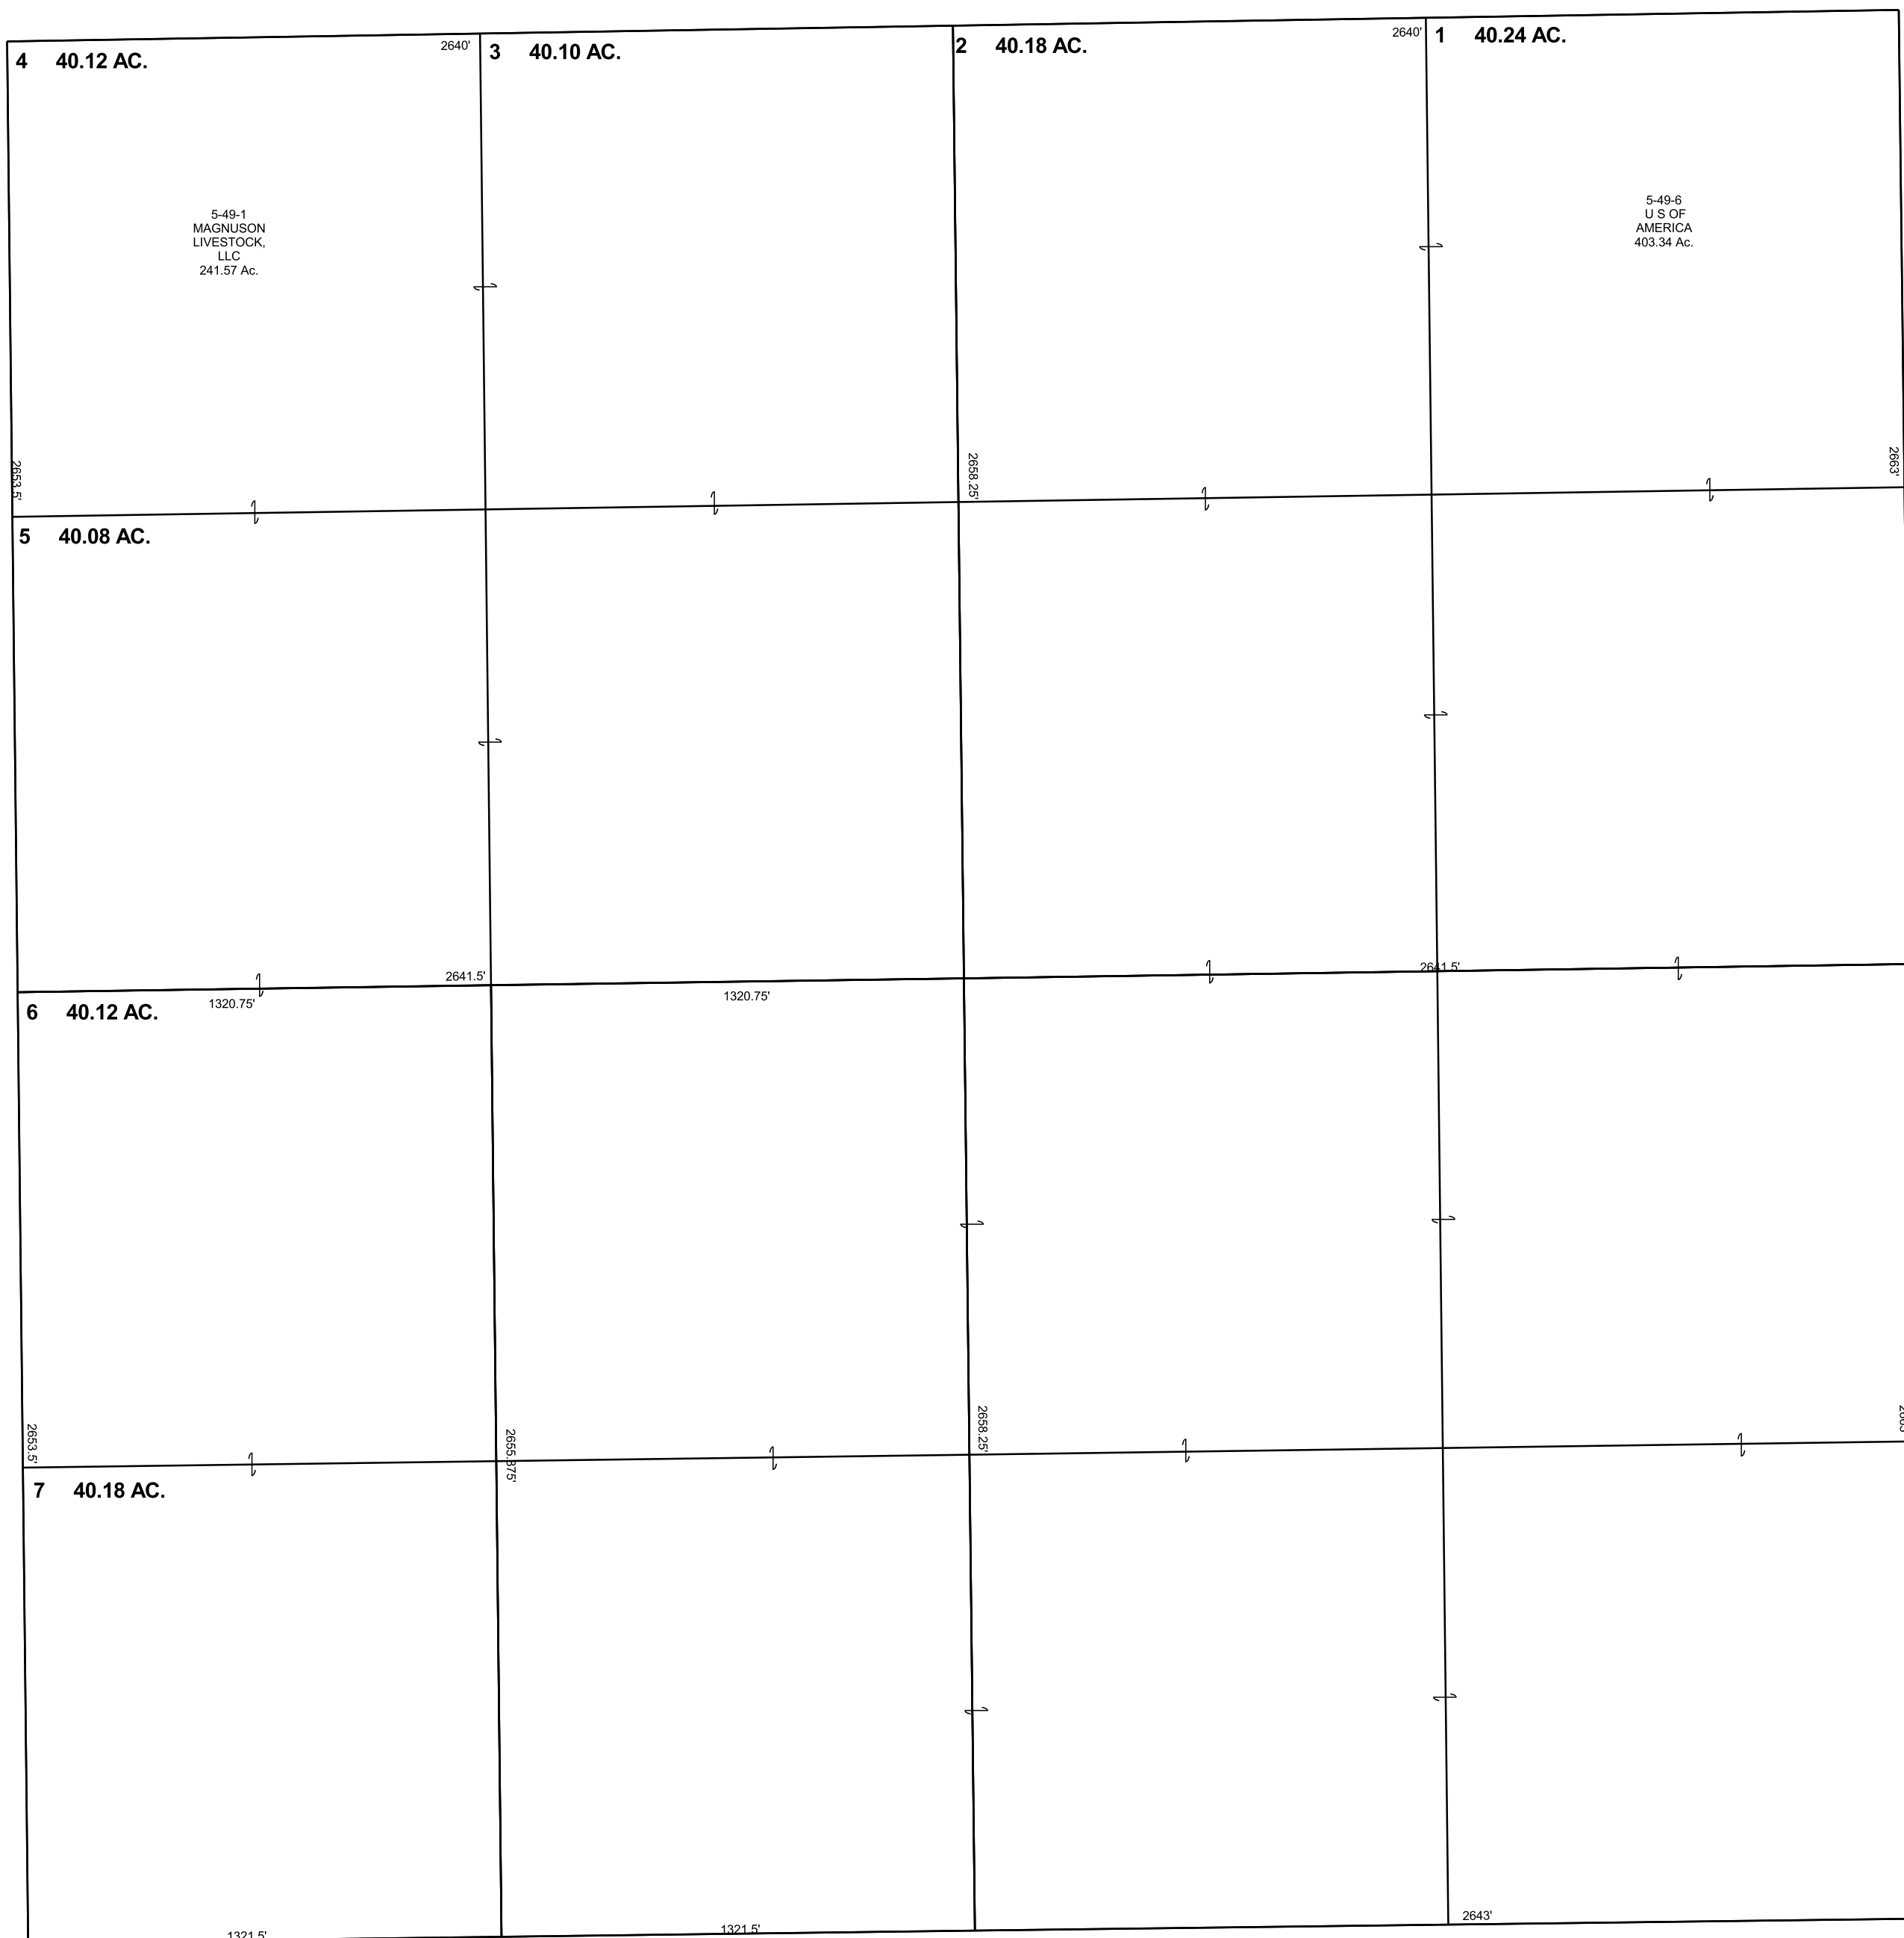 4 40.12 AC.
2640'
3 40.10 AC.
2 40.18 AC.
2640'
1 40.24 AC.
5-49-1
MAGNUSON
LIVESTOCK,
LLC
241.57 Ac.
5-49-6
U S OF
AMERICA
403.34 Ac.
2653.5'
2658.25'
2663'
5 40.08 AC.
2641.5'
2641.5'
1320.75'
1320.75'
6 40.12 AC.
2653.5'
2655.875'
2658.25'
7 40.18 AC.
1321.5'
1321.5'
2643'